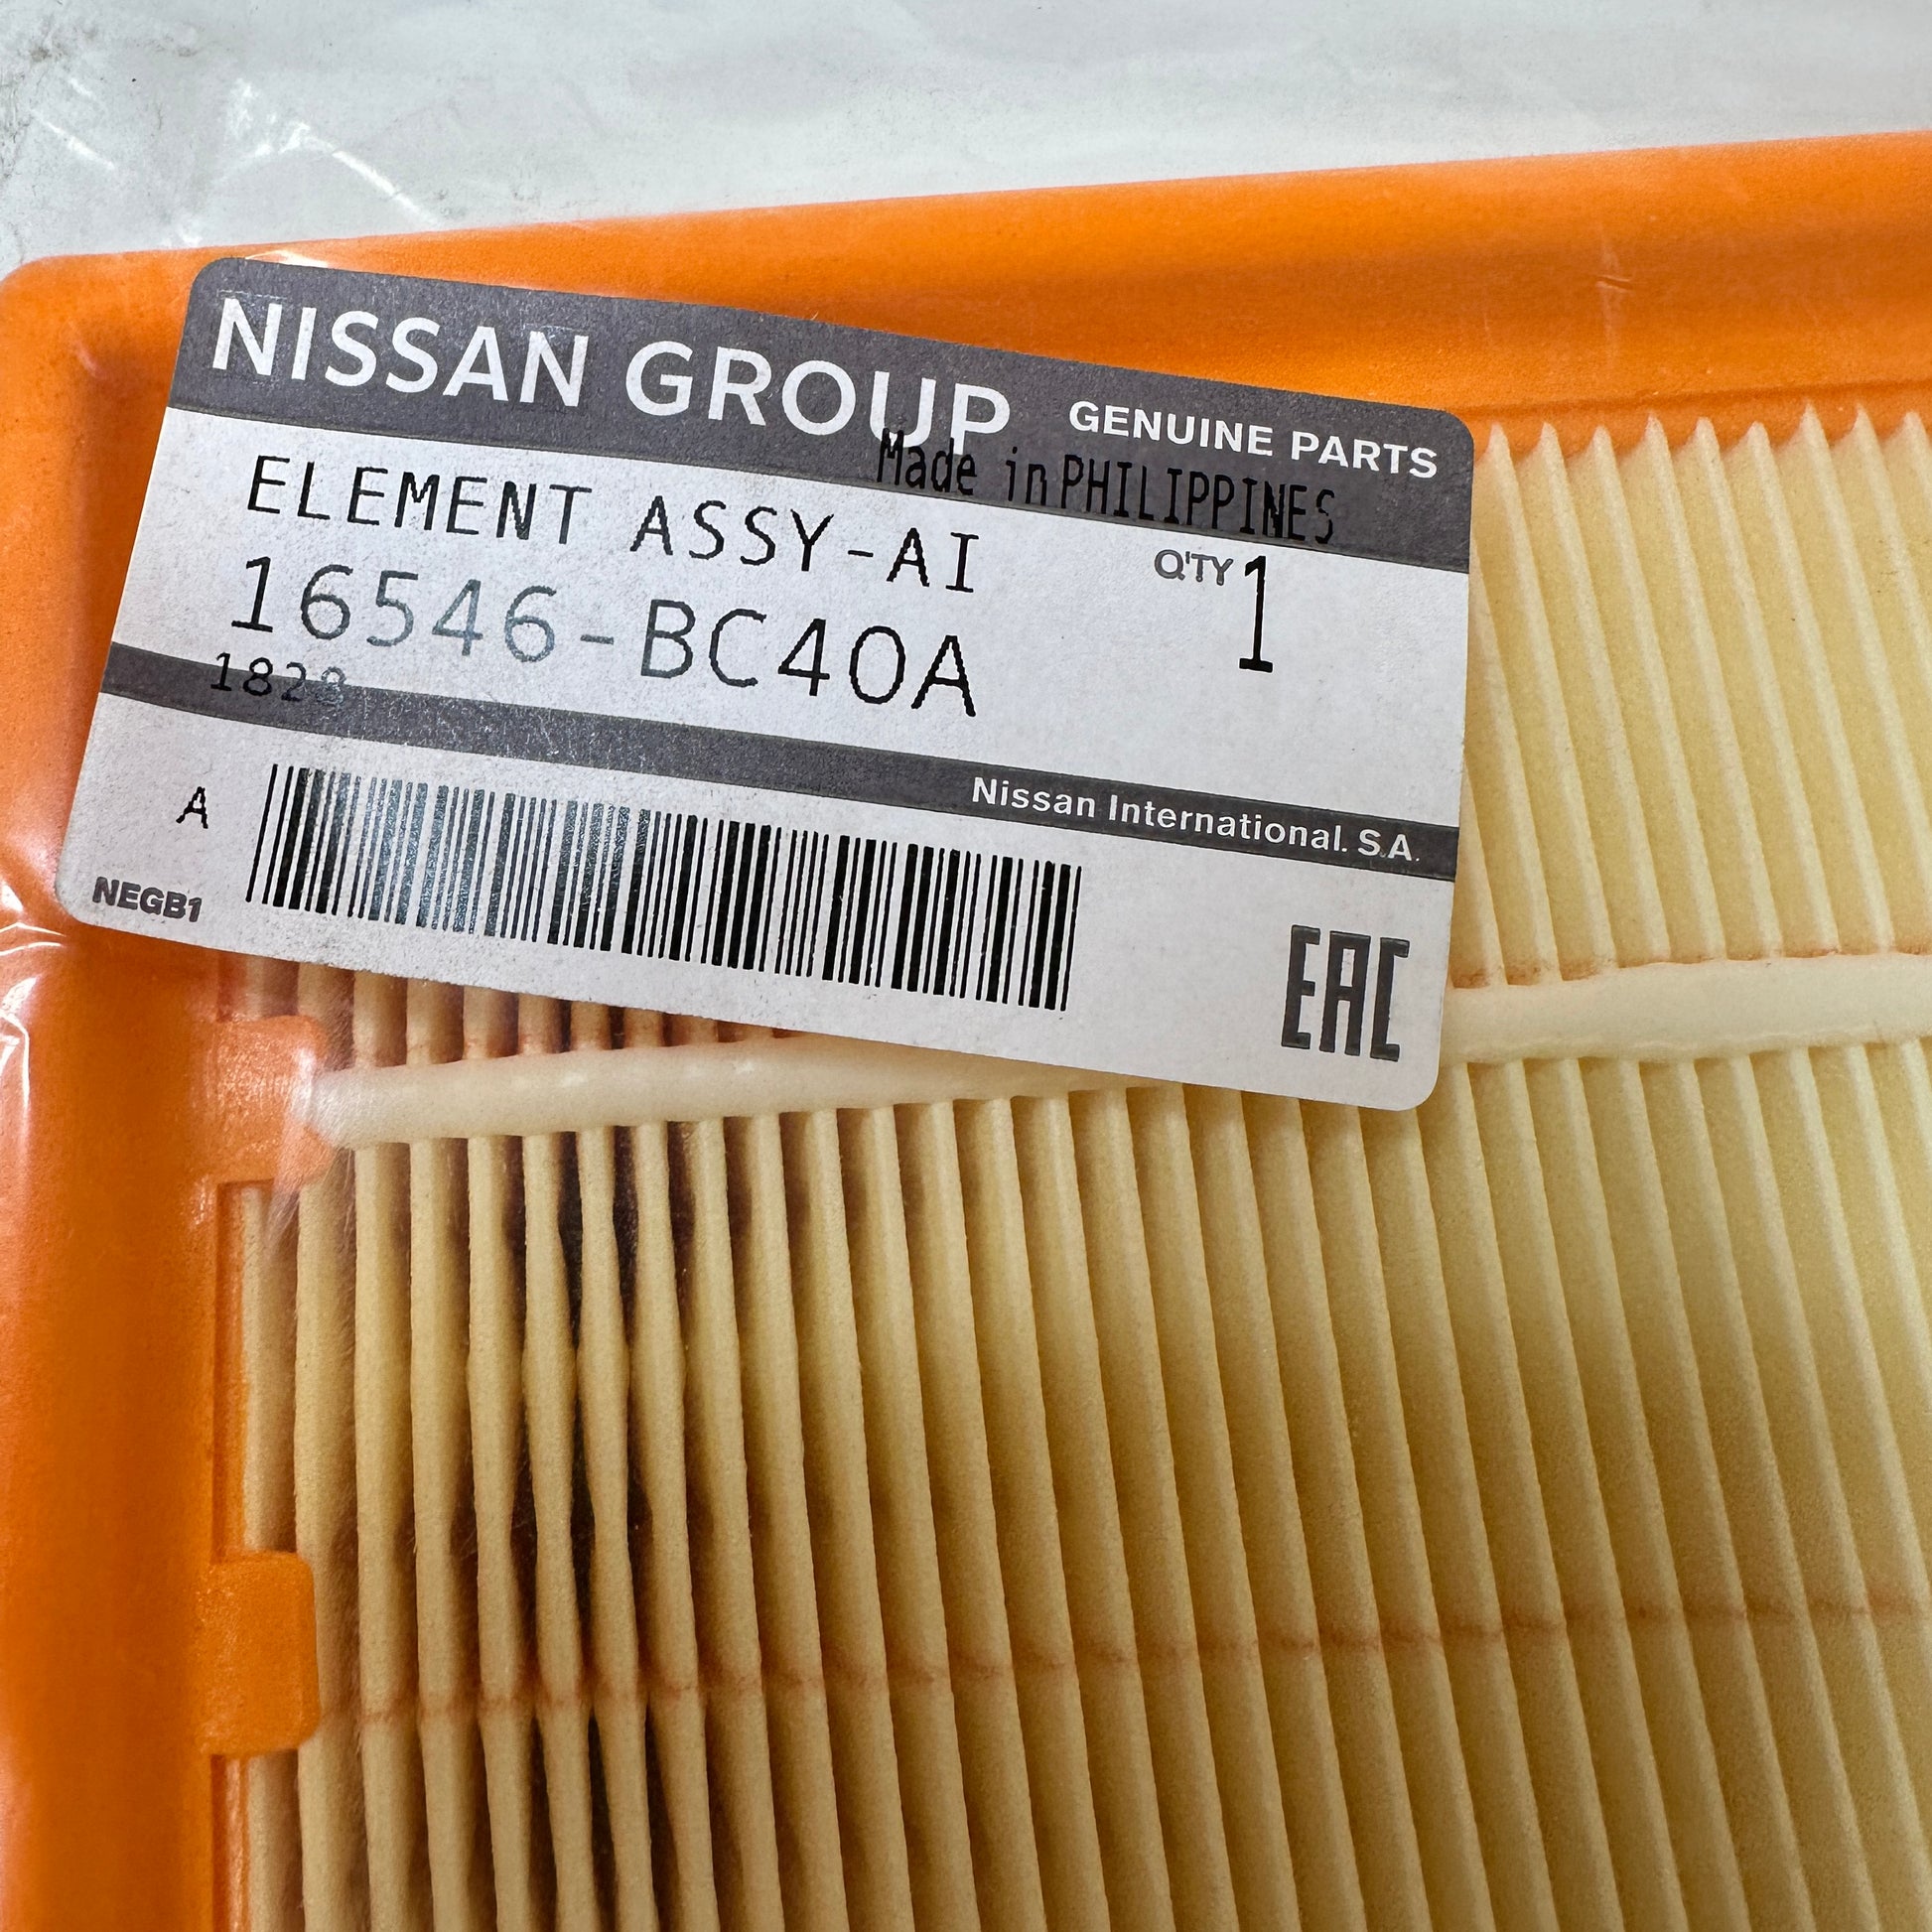 NISSAN GROUP GENUINE PARTS
Made in PHILIPPINES
ELEMENT ASSY-AI
Q'TY 1
16546-BC40A
Nissan International. S.A.
A
NEGB1
EAC